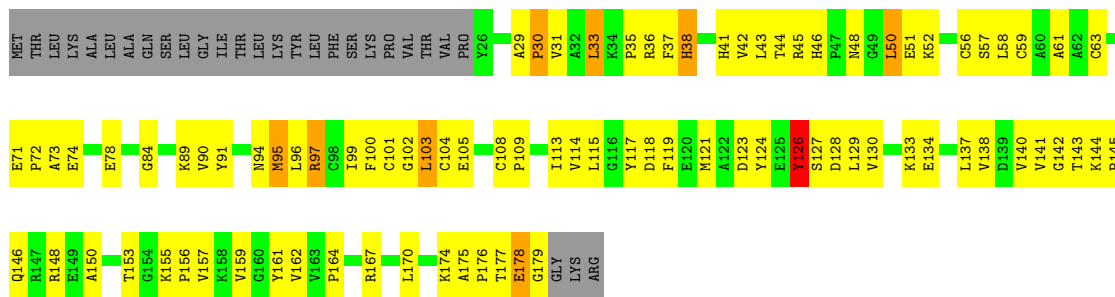 MET THR LEU LYS ALA LEU ALA GLN SER LEU GLY ILE THR LEU LYS TYR LEU PHE SER LYS PRO VAL THR VAL PRO Y26 A29 P30 V31 A32 L33 K34 P35 R36 F37 H38 H41 V42 L43 T44 R45 H46 P47 N48 G49 L50 E51 K52 C56 S57 L58 C59 A60 A61 A62 C63
E71 P72 A73 E74 E78 G84 K89 V90 Y91 N94 M95 L96 R97 C98 I99 F100 C101 G102 L103 C104 E105 C108 P109 I113 V114 L115 G116 Y117 D118 F119 E120 M121 A122 D123 Y124 E125 Y126 S127 D128 L129 V130 K133 E134 L137 V138 D139 V140 V141 G142 T143 K144 P145
Q146 R147 R148 E149 A150 T153 G154 K155 P156 V157 K158 V159 G160 Y161 V162 V163 P164 R167 L170 K174 A175 P176 T177 E178 G179 GLY LYS ARG